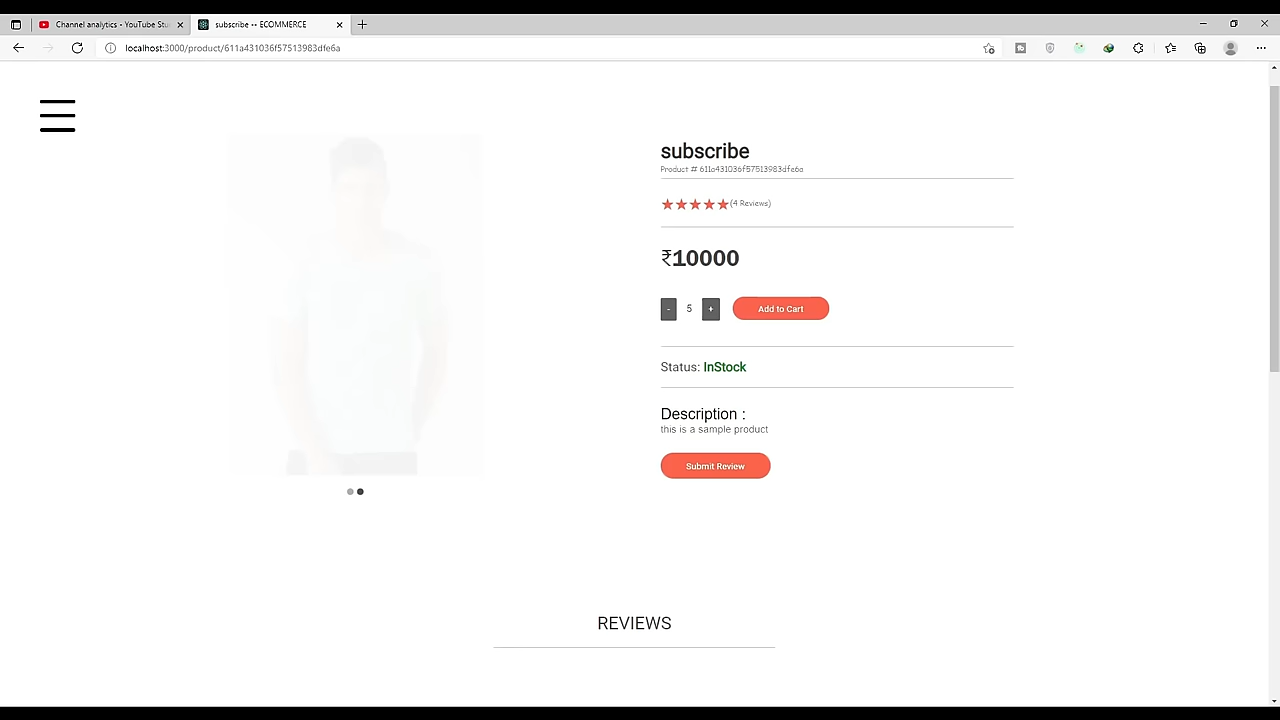 Channel analytics - YouTube Stu
subscribe -- ECOMMERCE
localhost:3000/product/611a431036f57513983dfe6a
subscribe
Product # 611a431036f57513983dfe6a
(4 Reviews)
₹10000
- 5 + Add to Cart
Status: InStock
Description :
this is a sample product
Submit Review
REVIEWS